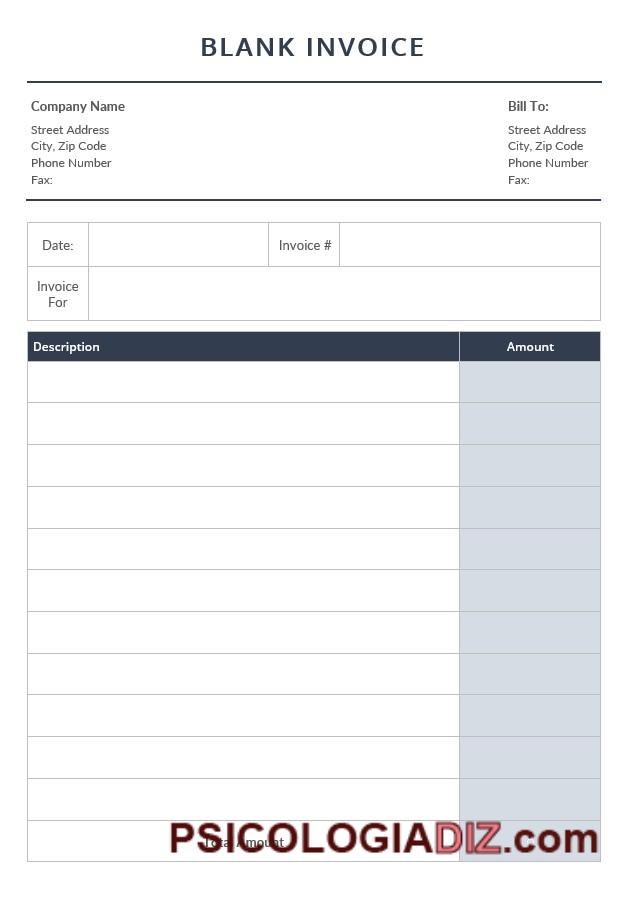 BLANK INVOICE
Company Name
Street Address
City, Zip Code
Phone Number
Fax:
Bill To:
Street Address
City, Zip Code
Phone Number
Fax:
Date:
Invoice #
Invoice
For
Description
Amount
Total Amount
PSICOLOGIADIZ.com